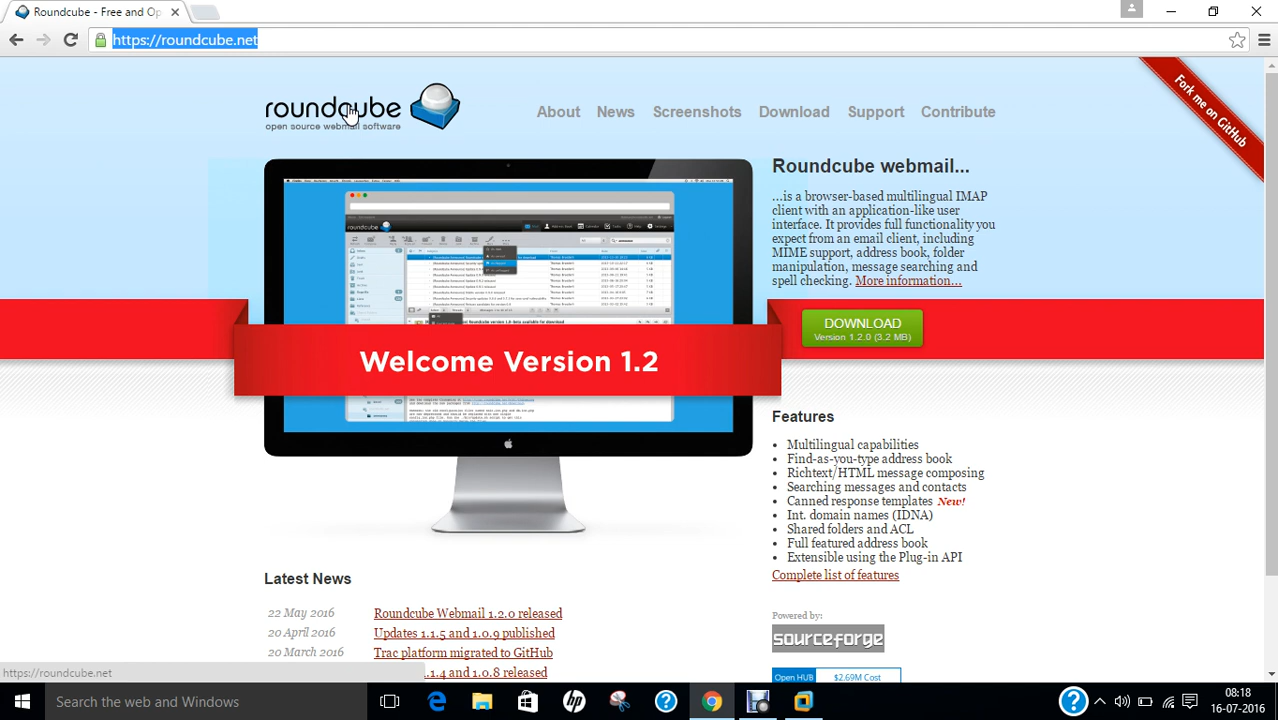 Roundcube - Free and Op
https://roundcube.net
roundcube
open source webmail software
About News Screenshots Download Support Contribute
Fork me on GitHub
Roundcube webmail...
...is a browser-based multilingual IMAP
client with an application-like user
interface. It provides full functionality you
expect from an email client, including
MIME support, address book, folder
manipulation, message searching and
spell checking. More information...
DOWNLOAD
Version 1.2.0 (3.2 MB)
roundcube
Welcome Version 1.2
Features
Multilingual capabilities
Find-as-you-type address book
Richtext/HTML message composing
Searching messages and contacts
Canned response templates New!
Int. domain names (IDNA)
Shared folders and ACL
Full featured address book
Extensible using the Plug-in API
Complete list of features
Latest News
22 May 2016 Roundcube Webmail 1.2.0 released
20 April 2016 Updates 1.1.5 and 1.0.9 published
20 March 2016 Trac platform migrated to GitHub
1.1.4 and 1.0.8 released
Powered by:
sourceforge
Open HUB $2.69M Cost
https://roundcube.net
Search the web and Windows
08:18
16-07-2016